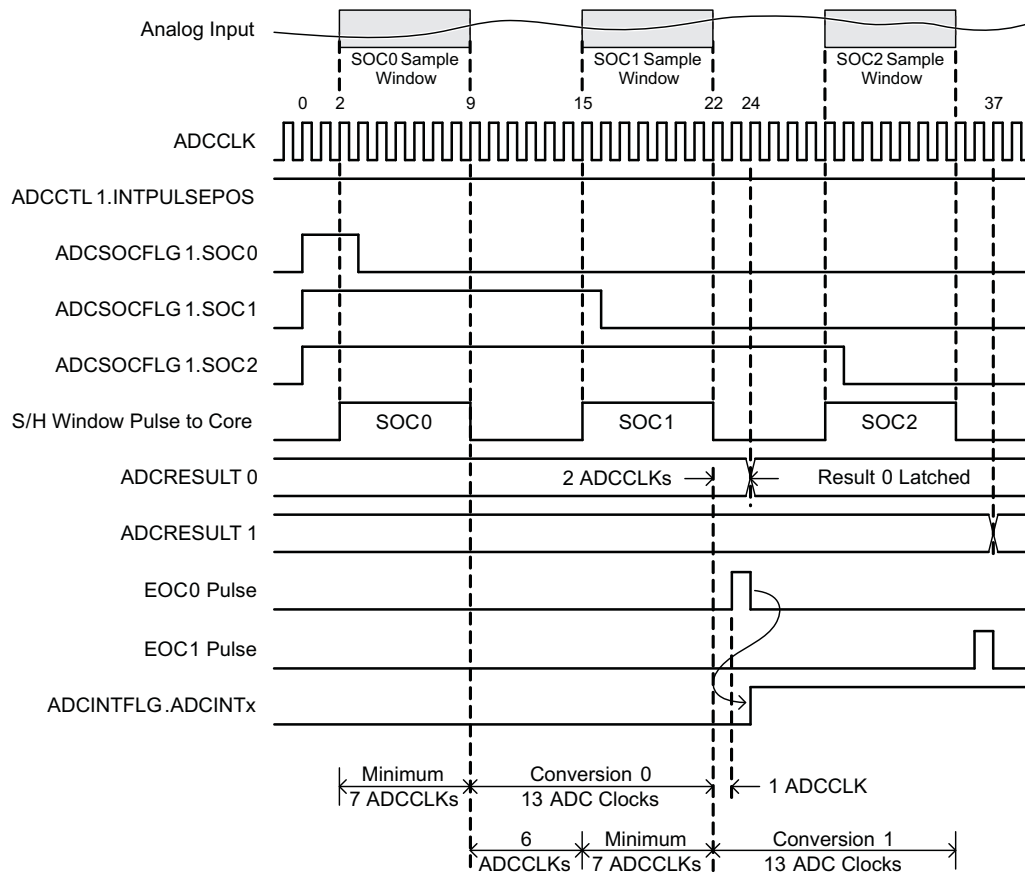 Analog Input
SOC0 Sample
Window
SOC1 Sample
Window
SOC2 Sample
Window
0 2 9 15 22 24 37
ADCCLK
ADCCTL 1.INTPULSEPOS
ADCSOCFLG 1.SOC0
ADCSOCFLG 1.SOC1
ADCSOCFLG 1.SOC2
S/H Window Pulse to Core SOC0 SOC1 SOC2
ADCRESULT 0 2 ADCCLKs Result 0 Latched
ADCRESULT 1
EOC0 Pulse
EOC1 Pulse
ADCINTFLG.ADCINTx
Minimum
7 ADCCLKs
Conversion 0
13 ADC Clocks
1 ADCCLK
6
ADCCLKs
Minimum
7 ADCCLKs
Conversion 1
13 ADC Clocks